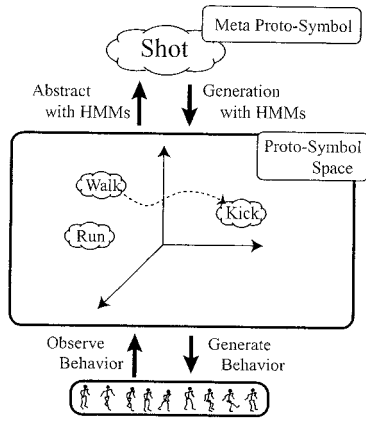 Meta Proto-Symbol
Shot
Abstract
with HMMs
Generation
with HMMs
Proto-Symbol
Space
Walk
Kick
Run
Observe
Behavior
Generate
Behavior